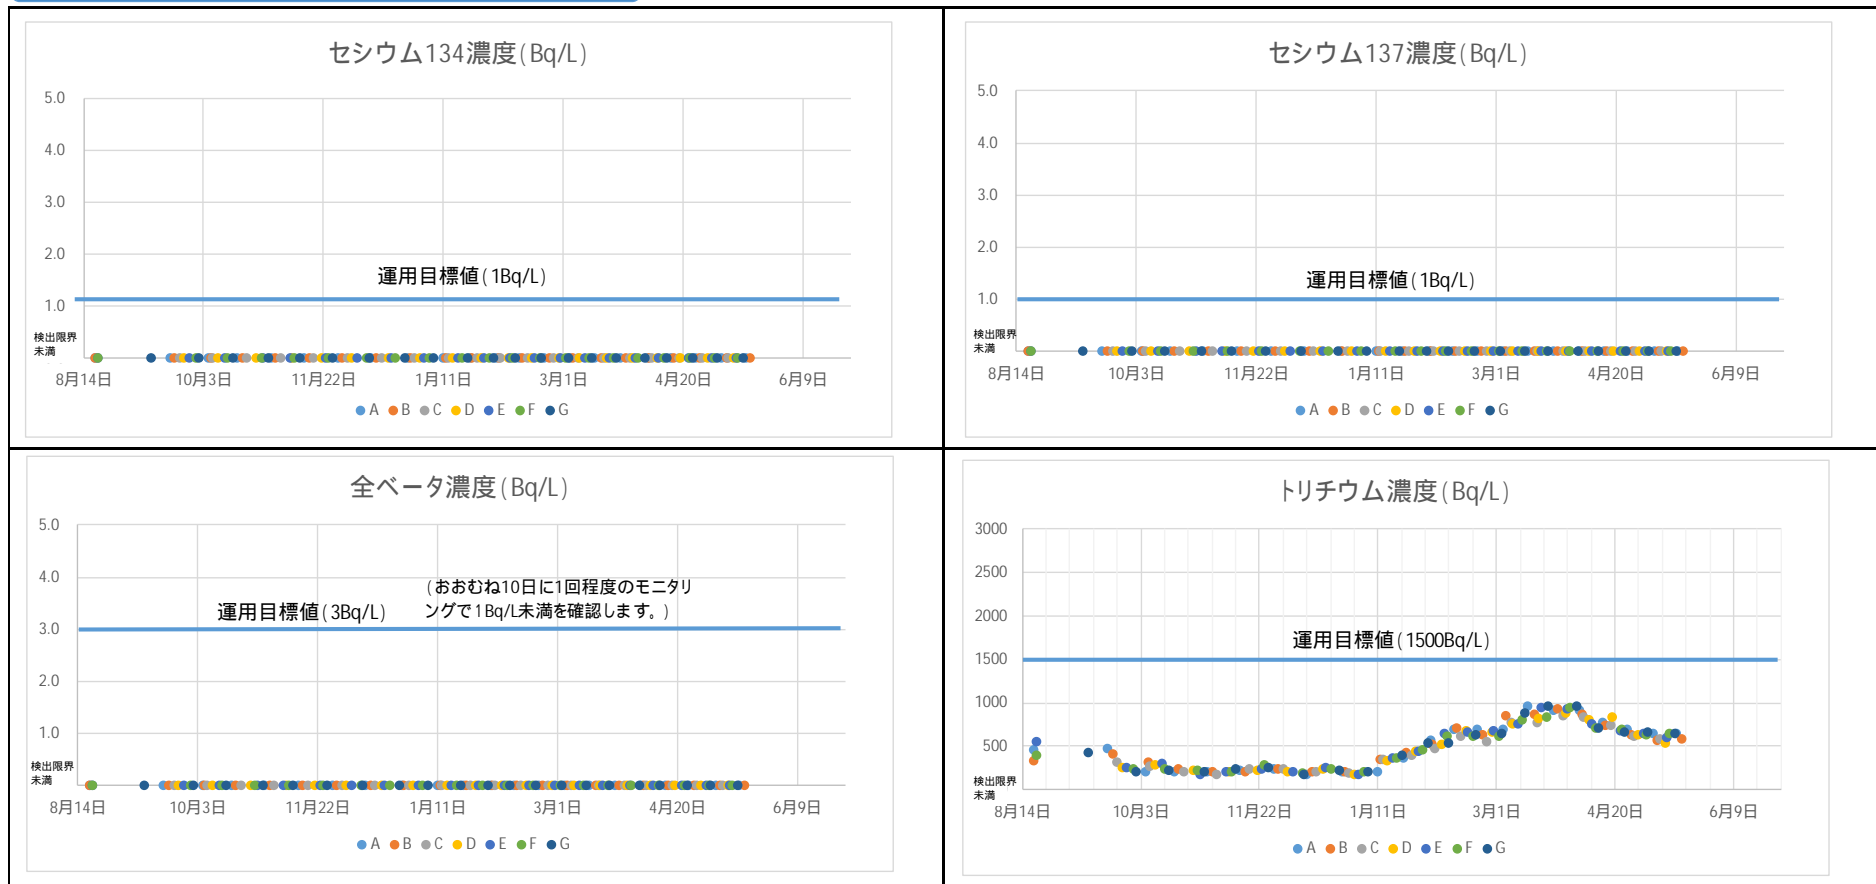 セシウム134濃度(Bq/L)
5.0
4.0
3.0
2.0
運用目標値(1Bq/L)
1.0
検出限界
未満
8月14日 10月3日 11月22日 1月11日 3月1日 4月20日 6月9日
A B C D E F G
セシウム137濃度(Bq/L)
5.0
4.0
3.0
2.0
運用目標値(1Bq/L)
1.0
検出限界
未満
8月14日 10月3日 11月22日 1月11日 3月1日 4月20日 6月9日
A B C D E F G
全ベータ濃度(Bq/L)
5.0
4.0
(おおむね10日に1回程度のモニタリ
運用目標値(3Bq/L) ングで1Bq/L未満を確認します。)
3.0
2.0
1.0
検出限界
未満
8月14日 10月3日 11月22日 1月11日 3月1日 4月20日 6月9日
A B C D E F G
トリチウム濃度(Bq/L)
3000
2500
2000
運用目標値(1500Bq/L)
1500
1000
500
検出限界
未満
8月14日 10月3日 11月22日 1月11日 3月1日 4月20日 6月9日
A B C D E F G